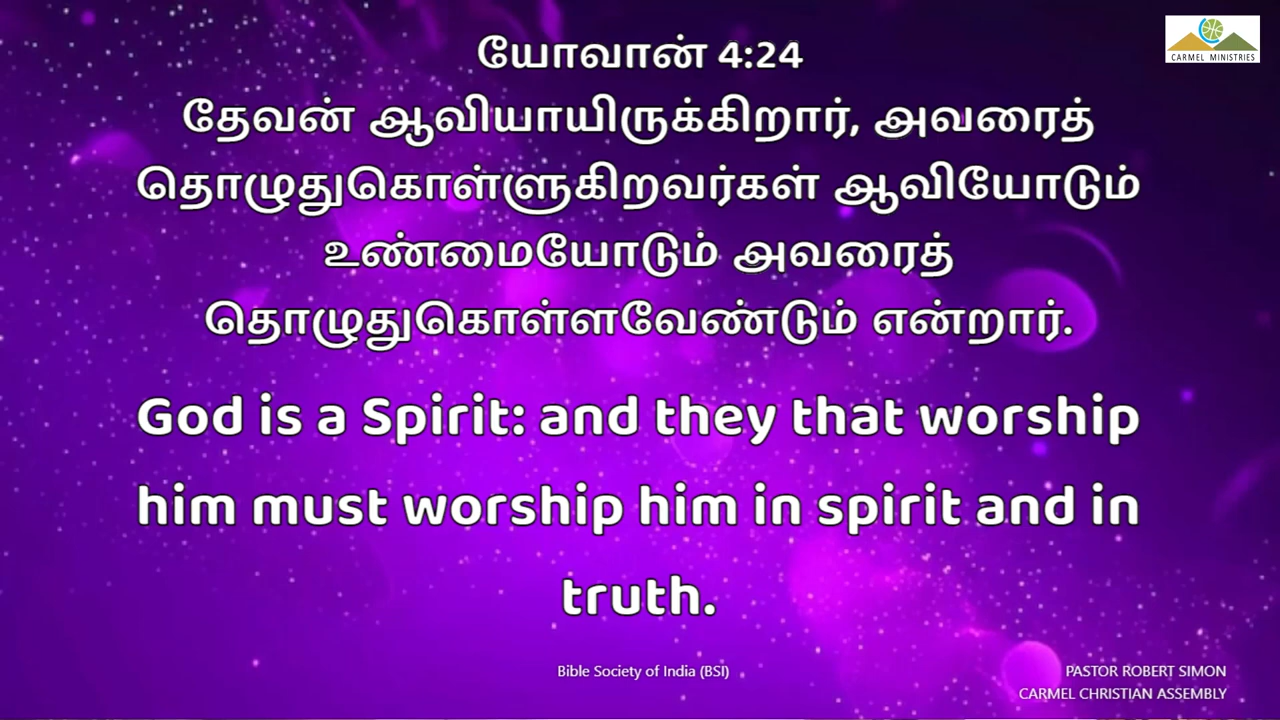 CARMEL MINISTRIES
யோவான் 4:24
தேவன் ஆவியாயிருக்கிறார், அவரைத்
தொழுதுகொள்ளுகிறவர்கள் ஆவியோடும்
உண்மையோடும் அவரைத்
தொழுதுகொள்ளவேண்டும் என்றார்.
God is a Spirit: and they that worship
him must worship him in spirit and in
truth.
Bible Society of India (BSI)
PASTOR ROBERT SIMON
CARMEL CHRISTIAN ASSEMBLY